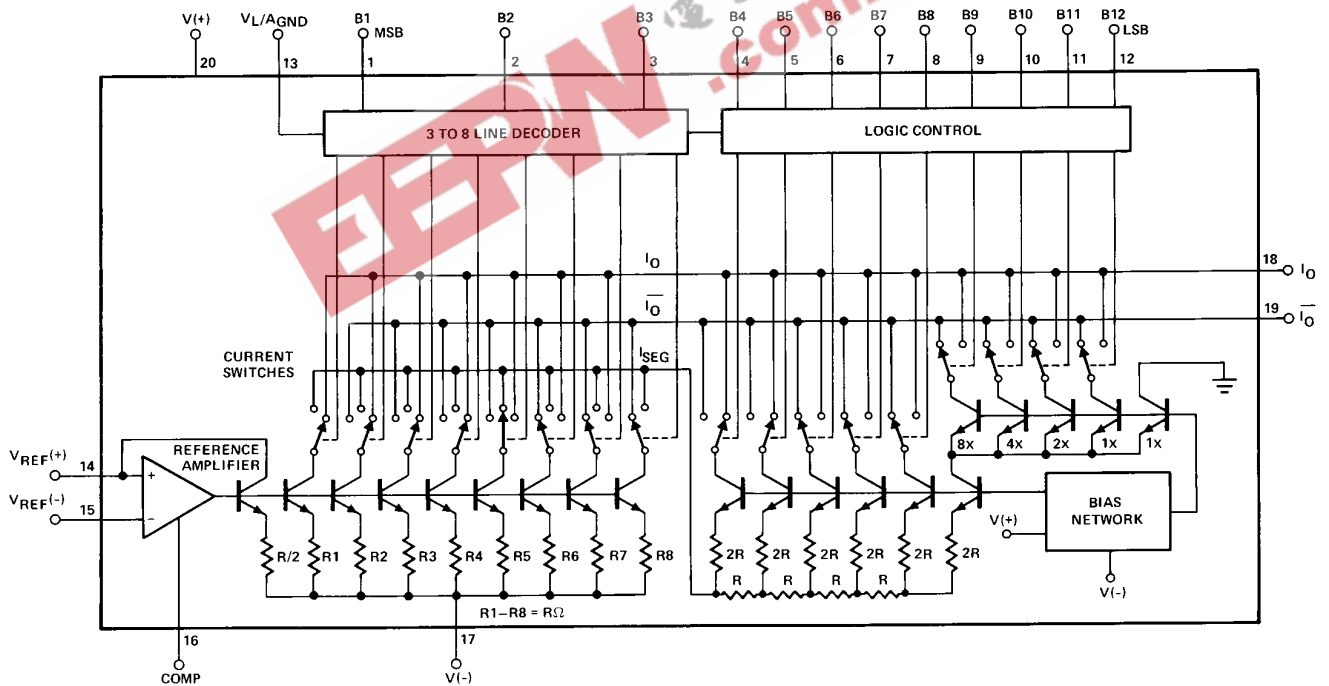 V(+)
VL/AGND
B1
MSB
B2
B3
B4
B5
B6
B7
B8
B9
B10
B11
B12
LSB
20
13
1
2
3
4
5
6
7
8
9
10
11
12
3 TO 8 LINE DECODER
LOGIC CONTROL
EEPW
.com
IO
18
IO
IO
19
IO
ISEG
CURRENT
SWITCHES
REFERENCE
AMPLIFIER
VREF(+)
14
+
VREF(-)
15
−
8x
4x
2x
1x
1x
BIAS
NETWORK
V(+)
V(-)
R/2
R1
R2
R3
R4
R5
R6
R7
R8
2R
2R
2R
2R
2R
2R
R
R
R
R
R1–R8 = RΩ
16
COMP
17
V(-)